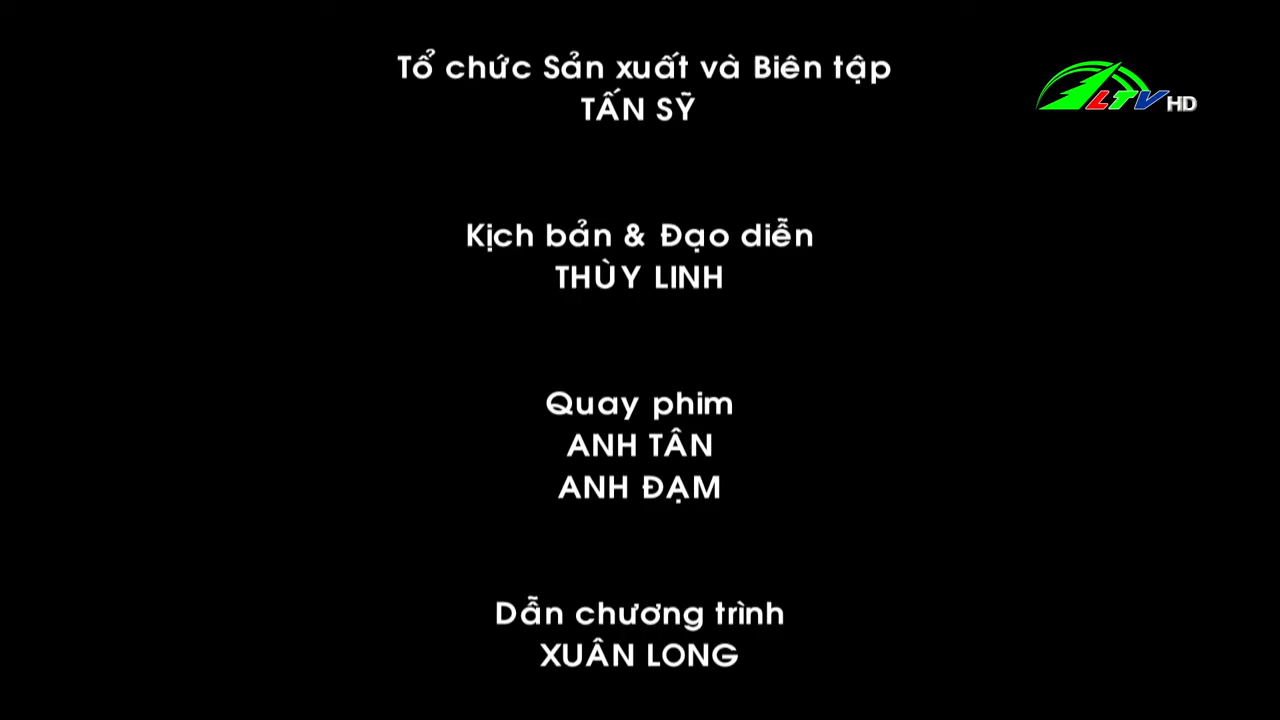 Tổ chức Sản xuất và Biên tập
TẤN SỸ
LTV HD
Kịch bản & Đạo diễn
THÙY LINH
Quay phim
ANH TÂN
ANH ĐẠM
Dẫn chương trình
XUÂN LONG